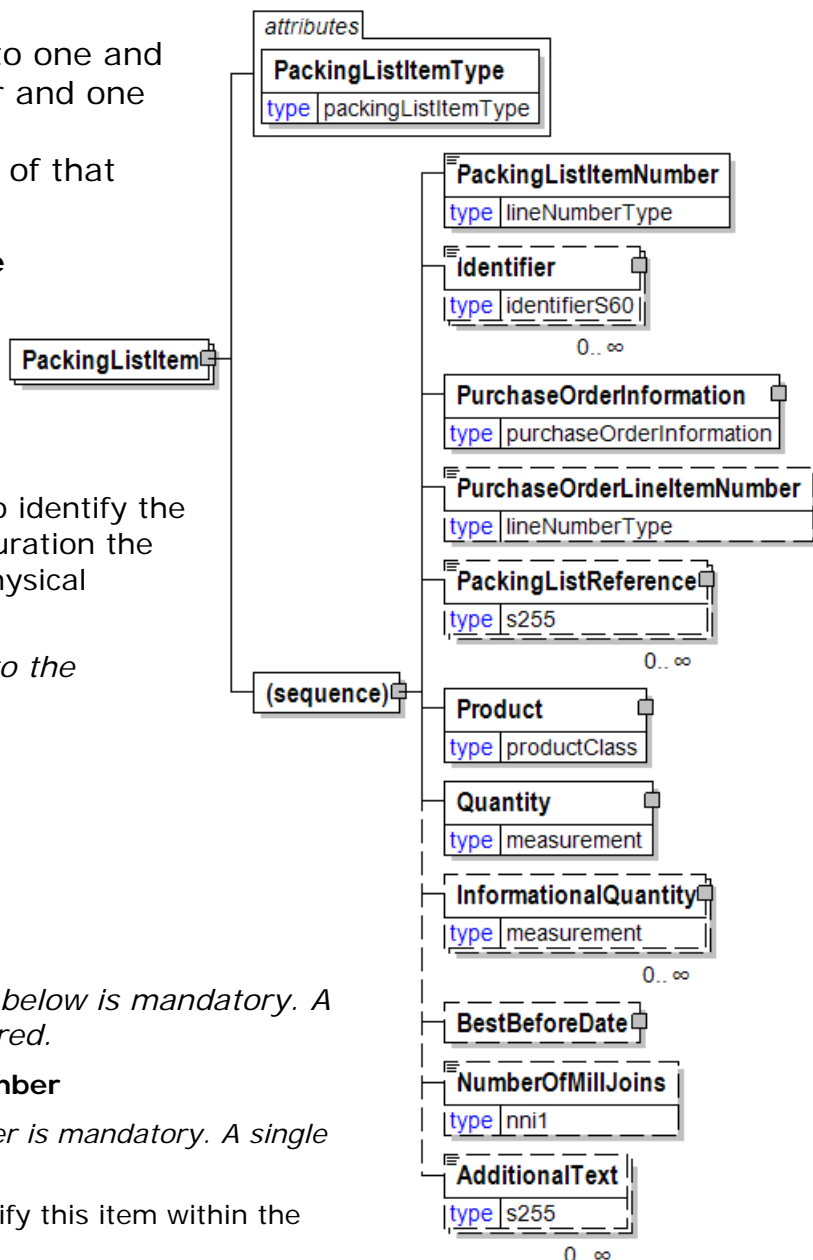 to one and
r and one
of that
e
o identify the
uration the
hysical
o the
below is mandatory. A
red.
nber
er is mandatory. A single
ify this item within the
attributes
PackingListItemType
type packingListItemType
PackingListItem
(sequence)
PackingListItemNumber
type lineNumberType
Identifier
type identifierS60
0.. ∞
PurchaseOrderInformation
type purchaseOrderInformation
PurchaseOrderLineItemNumber
type lineNumberType
PackingListReference
type s255
0.. ∞
Product
type productClass
Quantity
type measurement
InformationalQuantity
type measurement
0.. ∞
BestBeforeDate
NumberOfMillJoins
type nni1
AdditionalText
type s255
0.. ∞